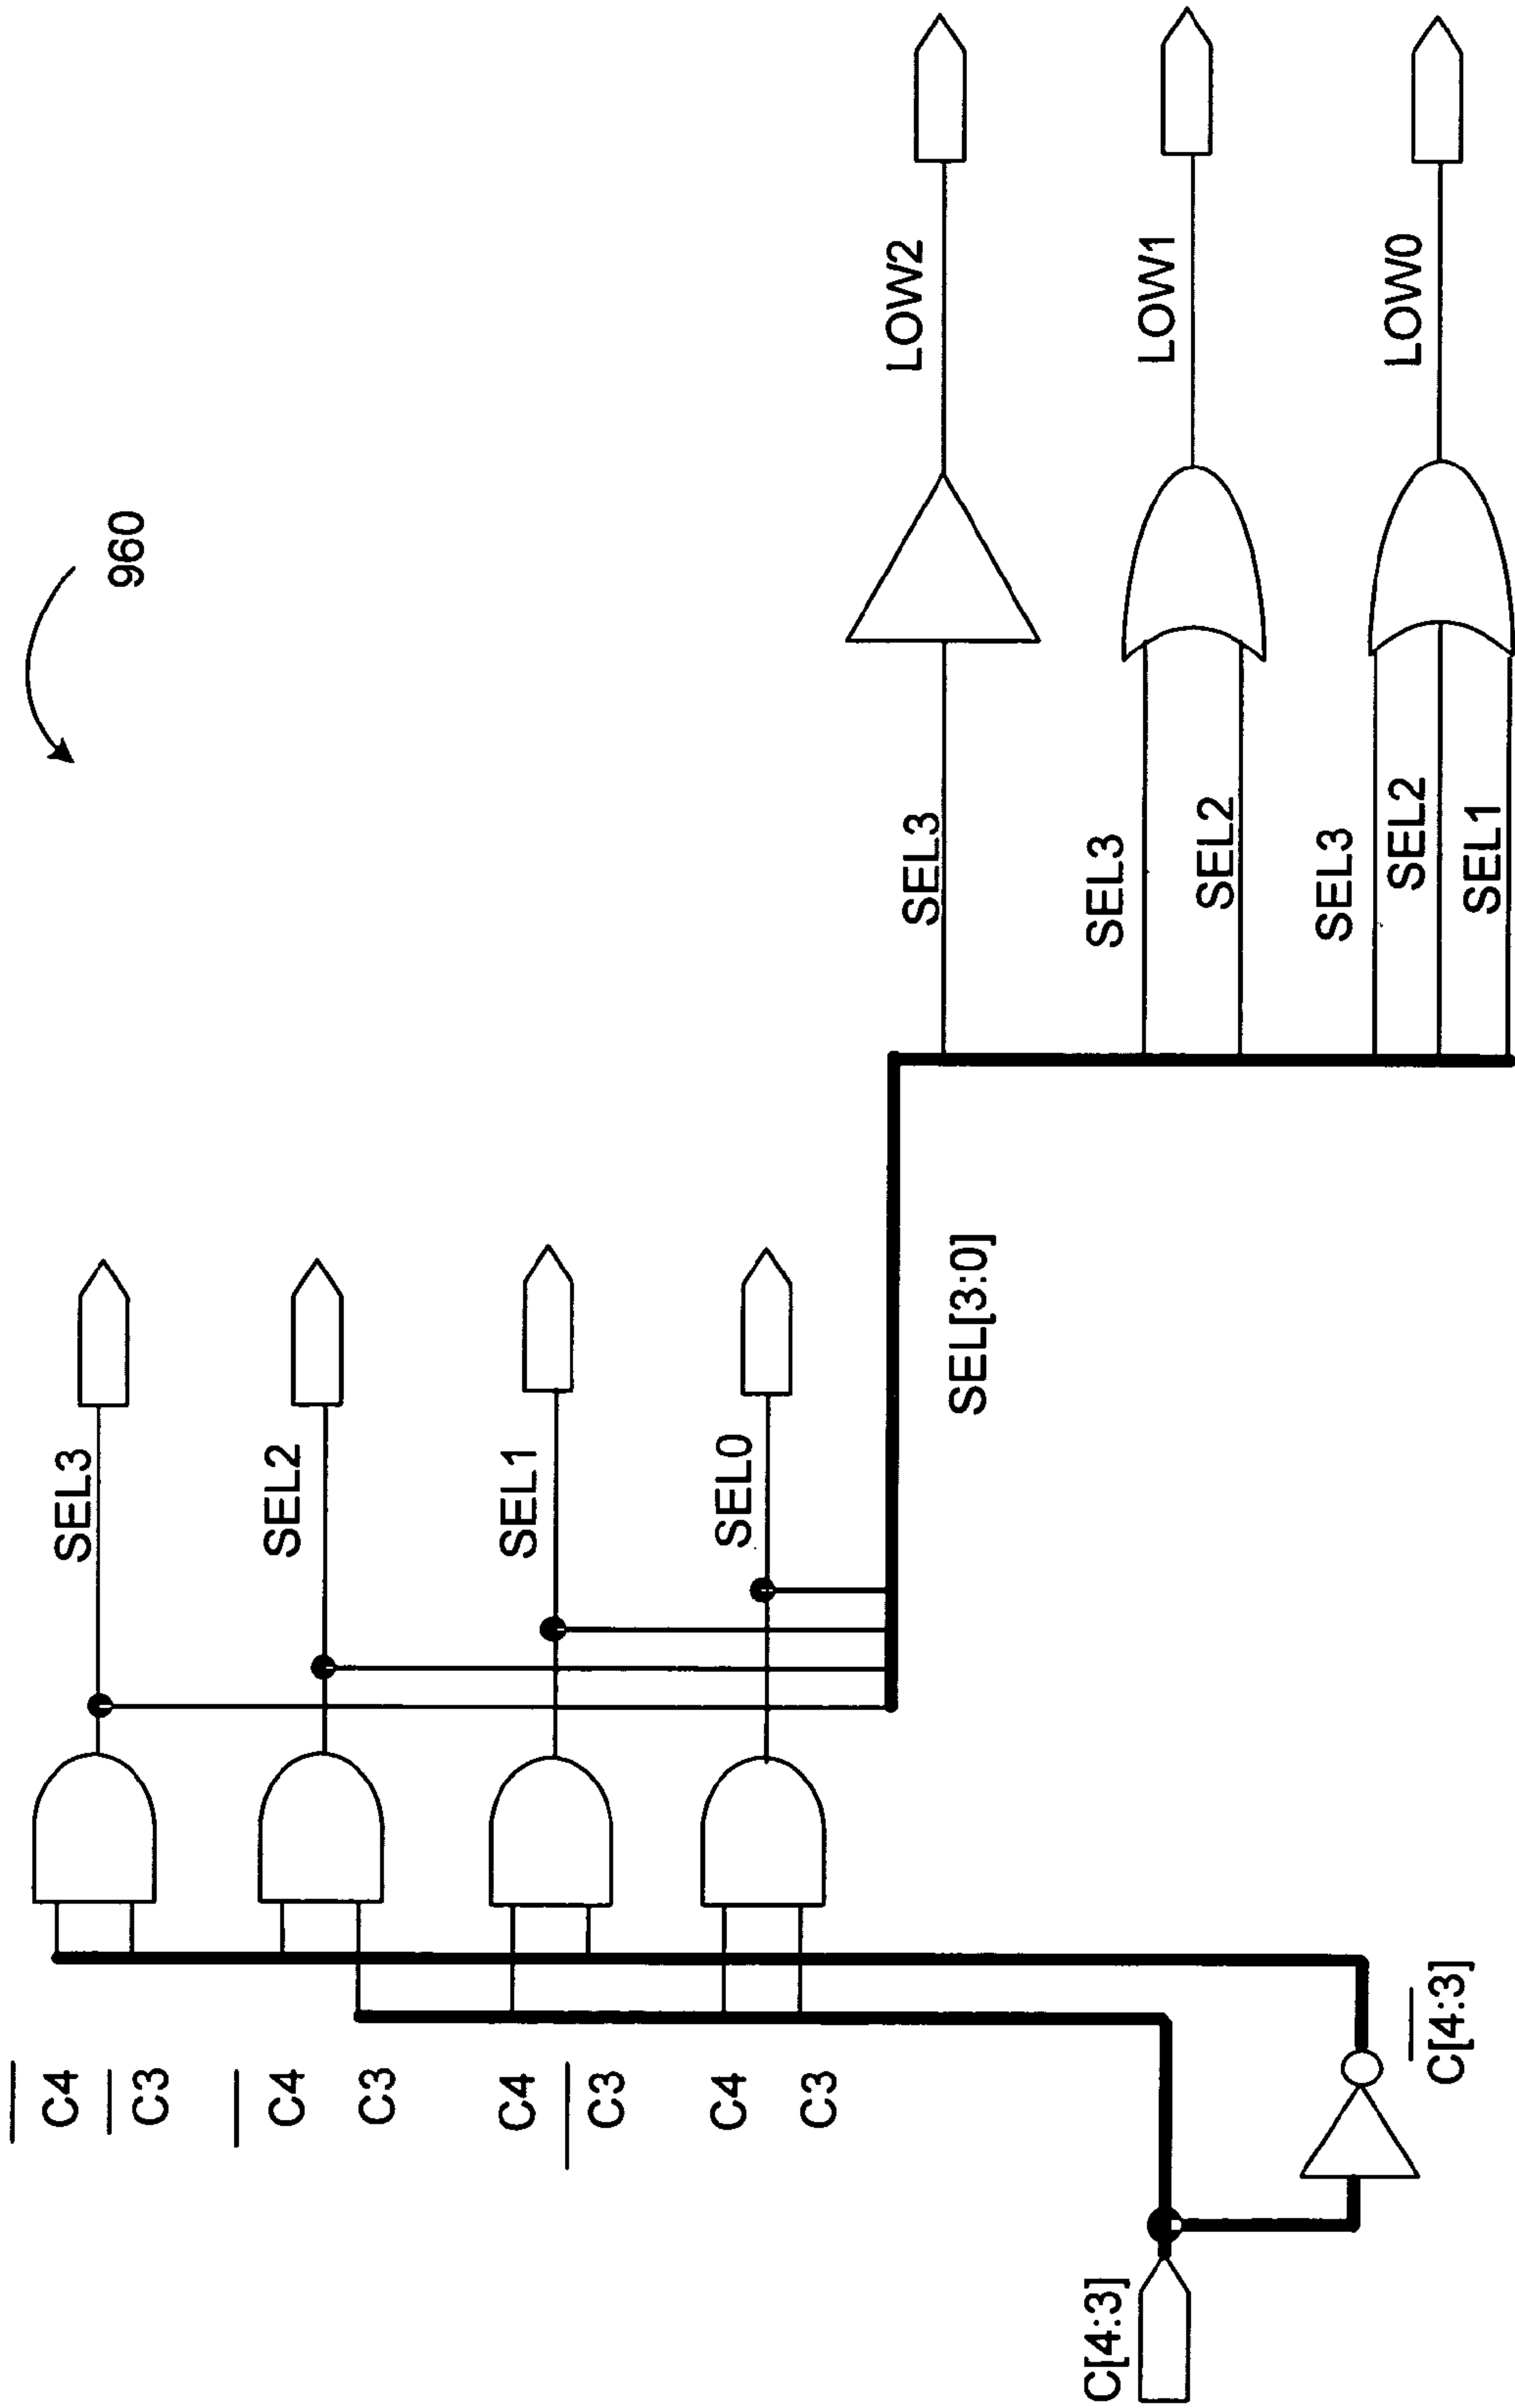 960
C4
C3
SEL3
C4
C3
SEL2
C4
C3
SEL1
C4
C3
SEL0
SEL[3:0]
SEL3
LOW2
C[4:3]
SEL3
SEL2
LOW1
C[4:3]
SEL3
SEL2
SEL1
LOW0